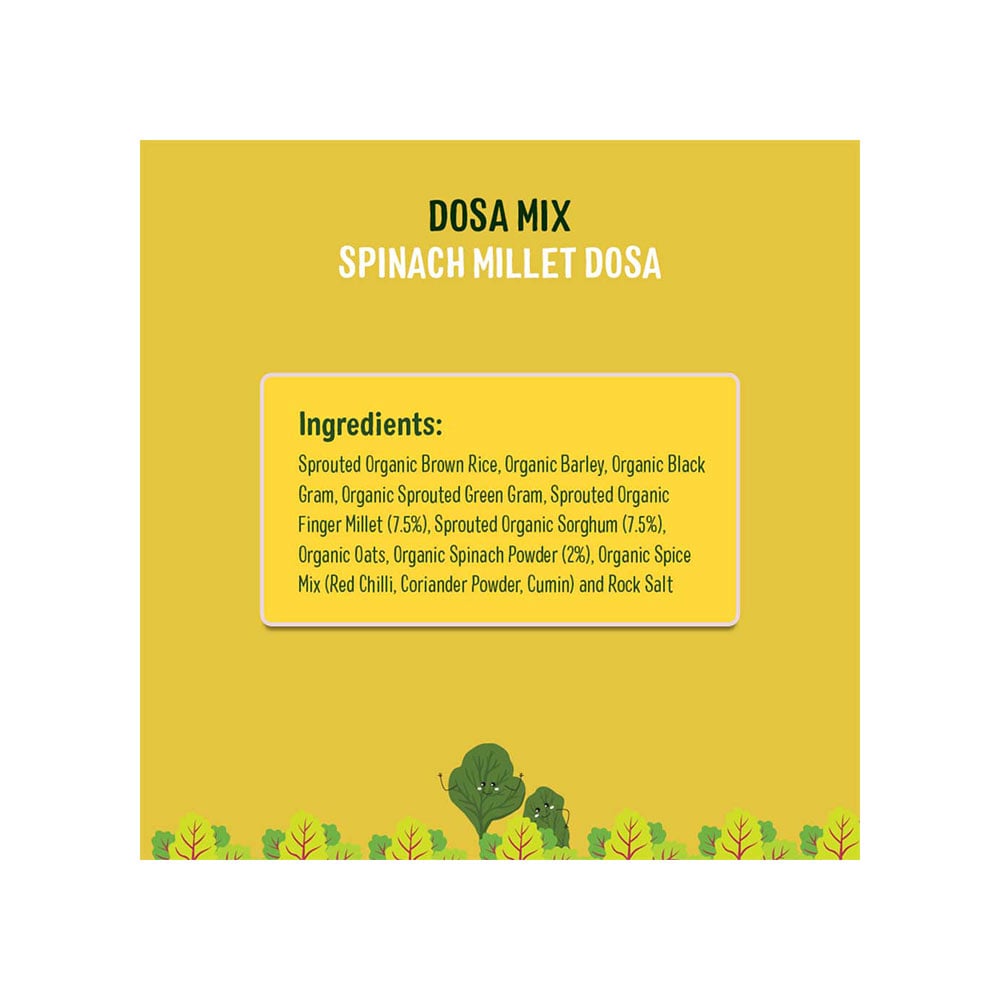 DOSA MIX
SPINACH MILLET DOSA
Ingredients:
Sprouted Organic Brown Rice, Organic Barley, Organic Black
Gram, Organic Sprouted Green Gram, Sprouted Organic
Finger Millet (7.5%), Sprouted Organic Sorghum (7.5%),
Organic Oats, Organic Spinach Powder (2%), Organic Spice
Mix (Red Chilli, Coriander Powder, Cumin) and Rock Salt